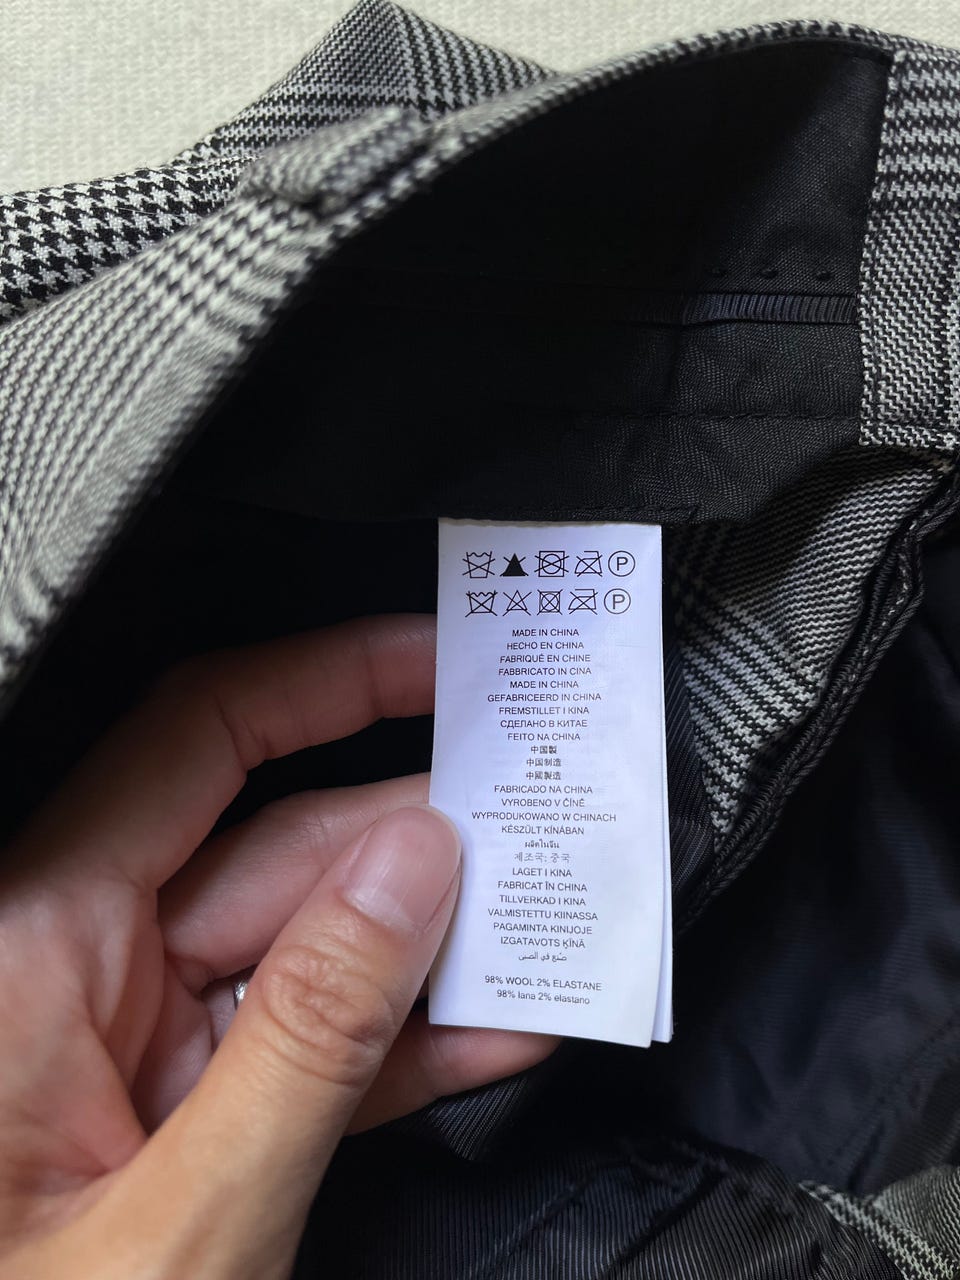 P
P
MADE IN CHINA
HECHO EN CHINA
FABRIQUÉ EN CHINE
FABBRICATO IN CINA
MADE IN CHINA
GEFABRICEERD IN CHINA
FREMSTILLET I KINA
СДЕЛАНО В КИТАЕ
FEITO NA CHINA
中国製
中国制造
中國製造
FABRICADO NA CHINA
VYROBENO V ČÍNĚ
WYPRODUKOWANO W CHINACH
KÉSZÜLT KÍNÁBAN
ผลิตในจีน
제조국: 중국
LAGET I KINA
FABRICAT ÎN CHINA
TILLVERKAD I KINA
VALMISTETTU KIINASSA
PAGAMINTA KINIJOJE
IZGATAVOTS ĶĪNĀ
صنع في الصين
98% WOOL 2% ELASTANE
98% lana 2% elastano